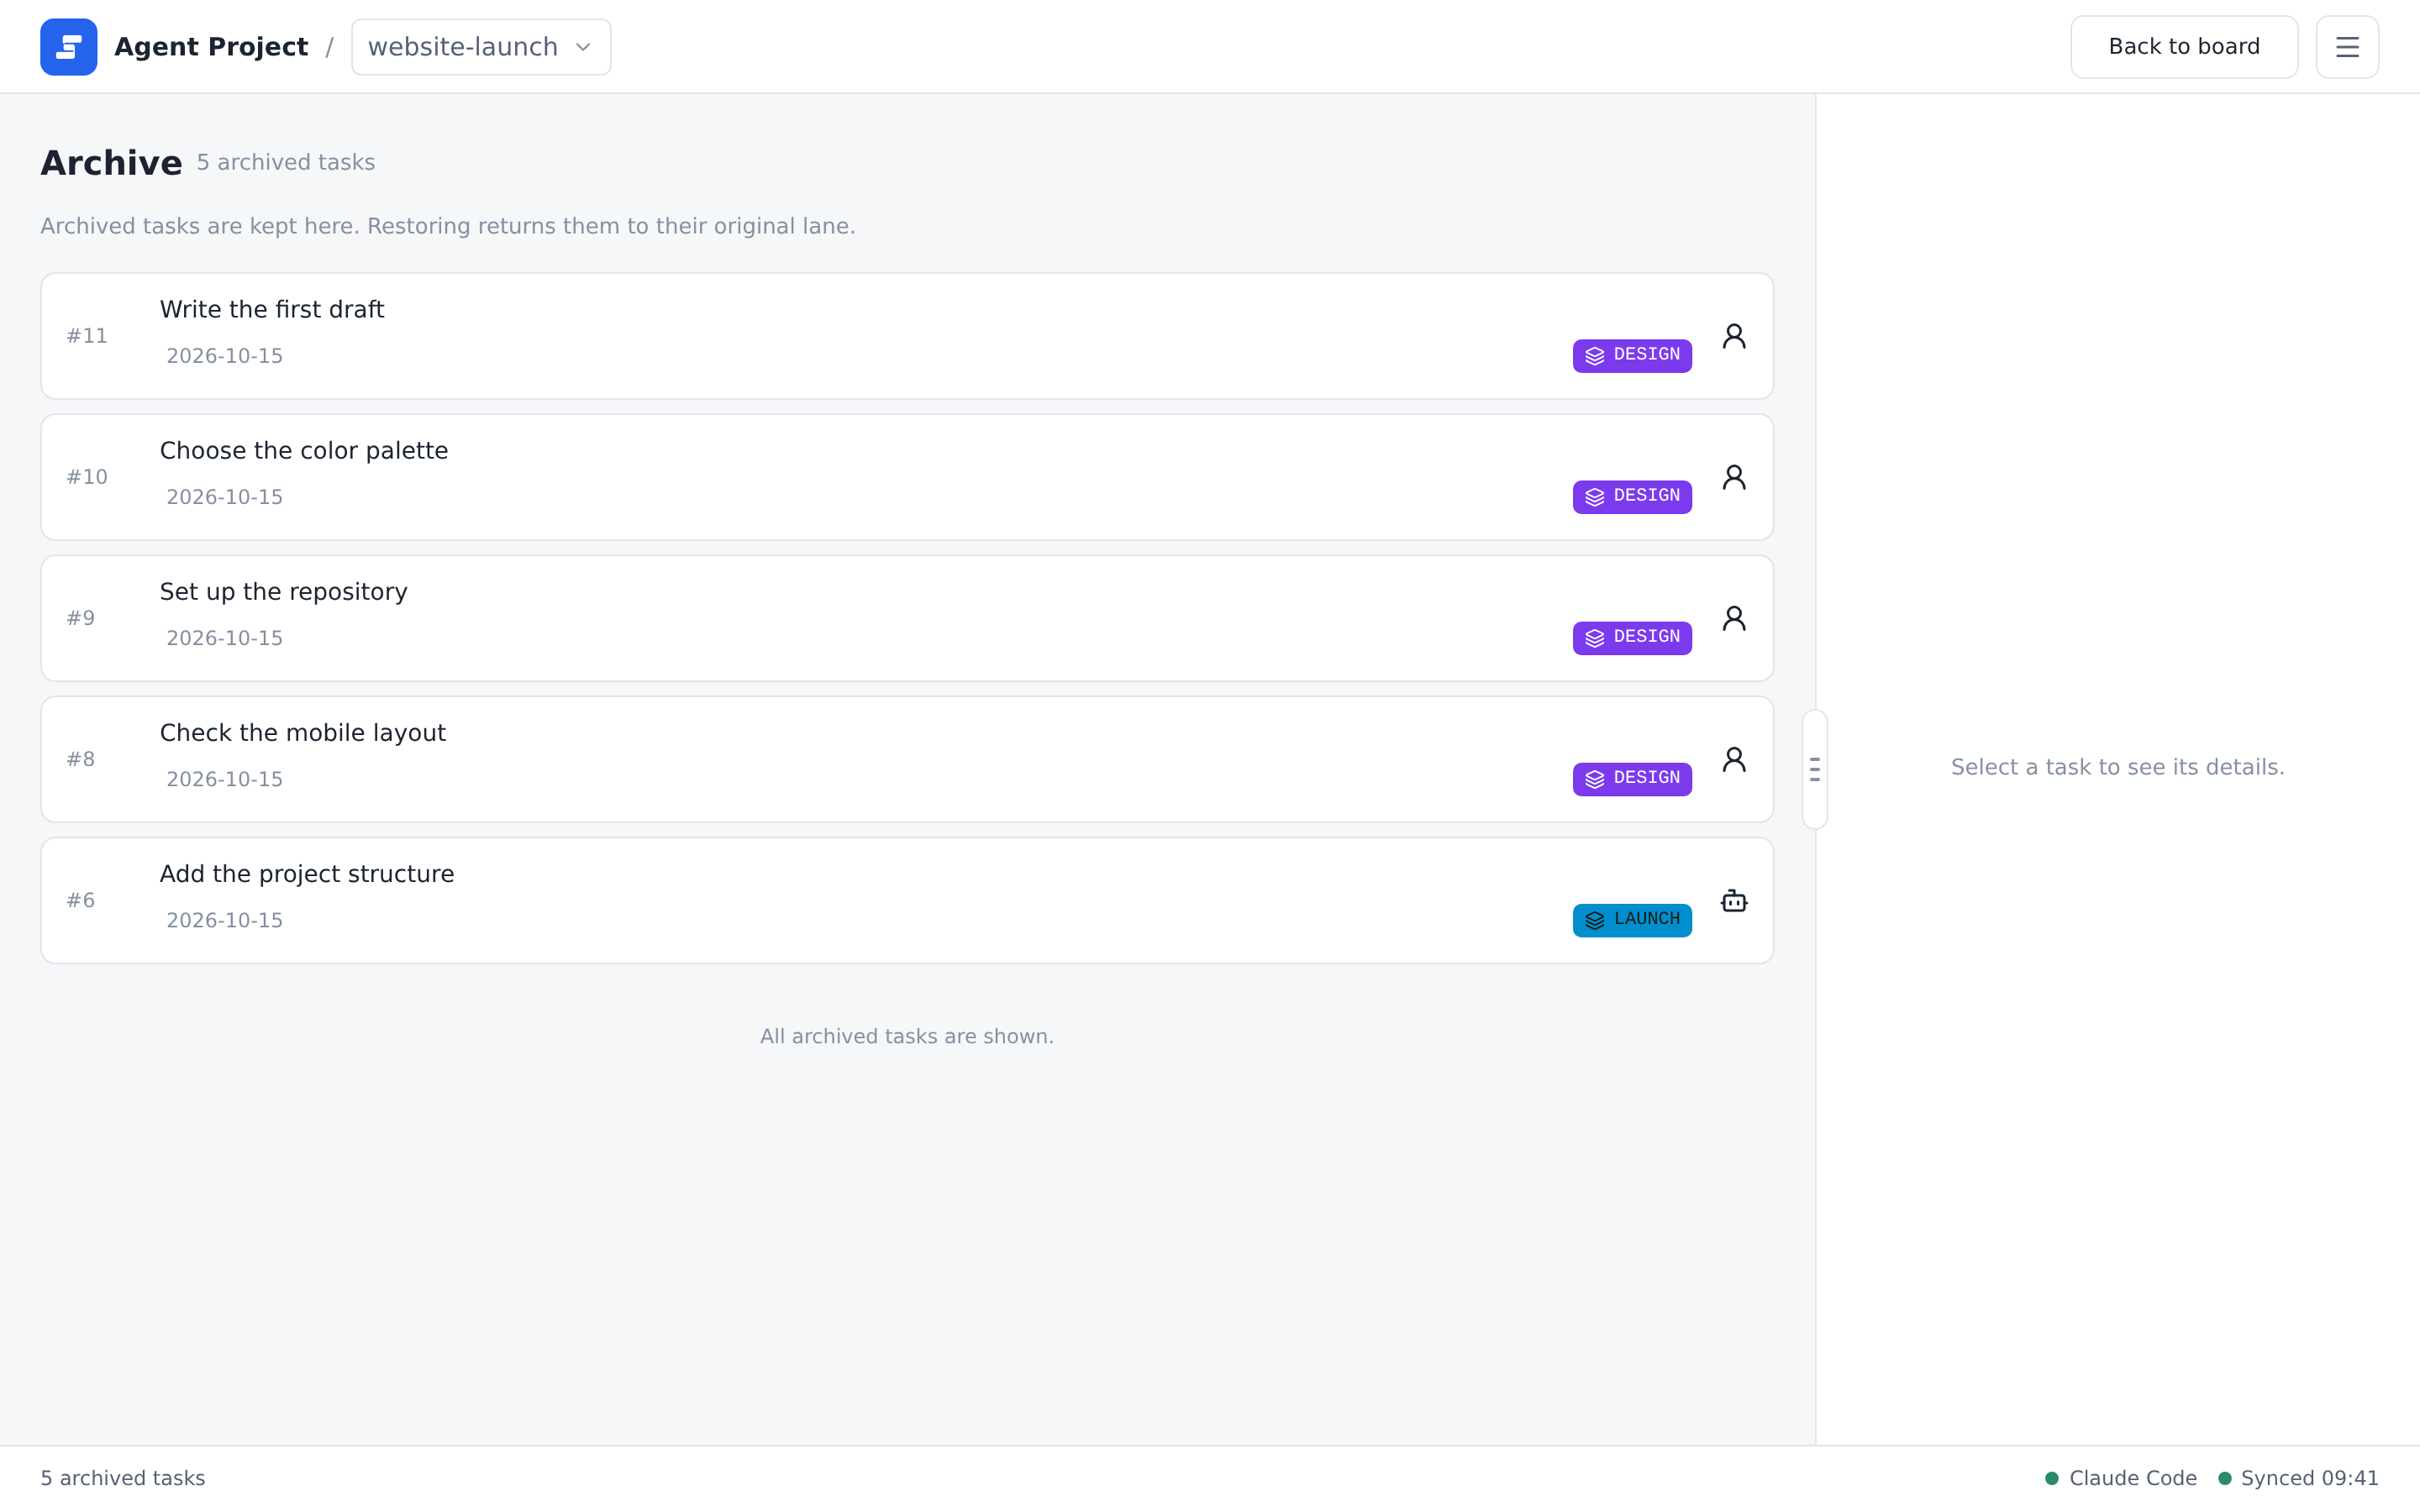 Agent Project / website-launch
Back to board
Archive 5 archived tasks
Archived tasks are kept here. Restoring returns them to their original lane.
#11
Write the first draft
2026-10-15
DESIGN
#10
Choose the color palette
2026-10-15
DESIGN
#9
Set up the repository
2026-10-15
DESIGN
#8
Check the mobile layout
2026-10-15
DESIGN
#6
Add the project structure
2026-10-15
LAUNCH
All archived tasks are shown.
Select a task to see its details.
5 archived tasks
Claude Code
Synced 09:41